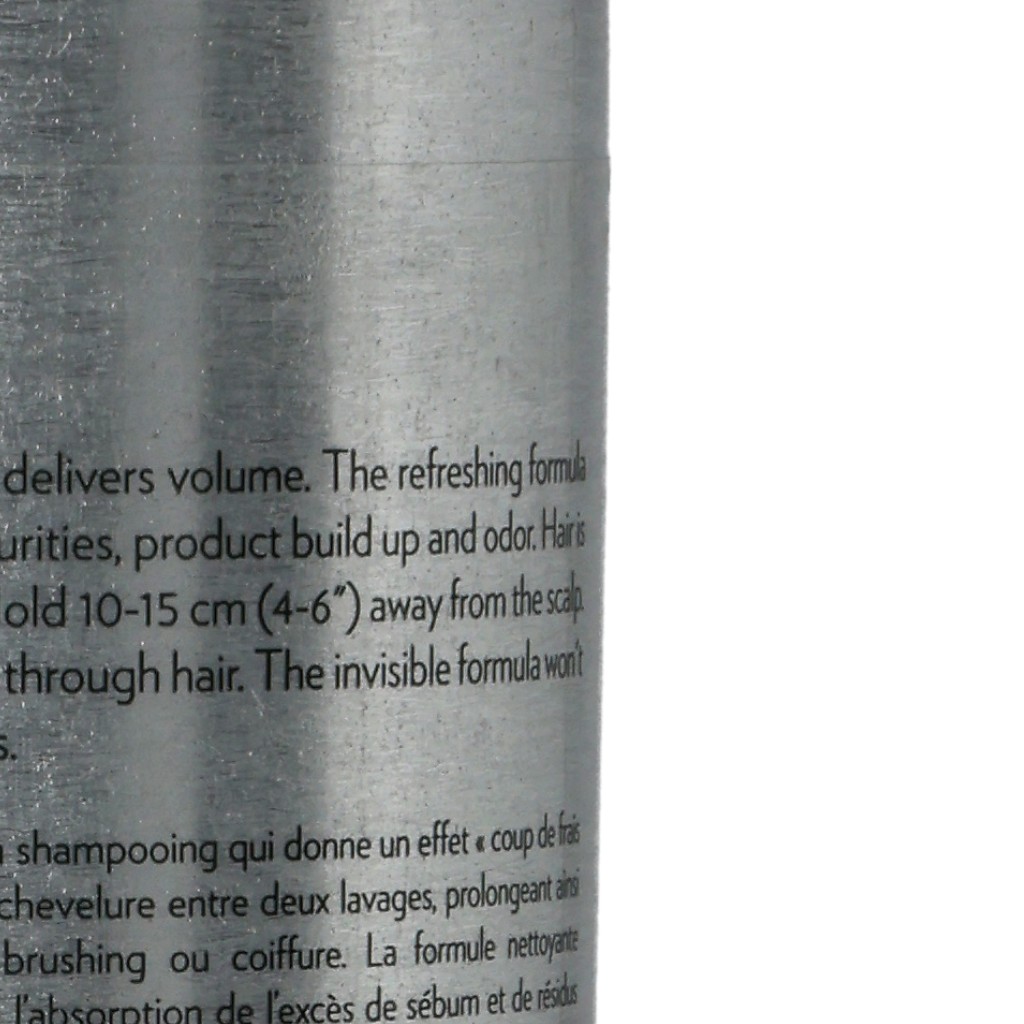 delivers volume. The refreshing formula
urities, product build up and odor. Hair is
old 10-15 cm (4-6") away from the scalp.
through hair. The invisible formula won't
s.
shampooing qui donne un effet « coup de frais
chevelure entre deux lavages, prolongeant ainsi
brushing ou coiffure. La formule nettoyante
l'absorption de l'excès de sébum et de résidus